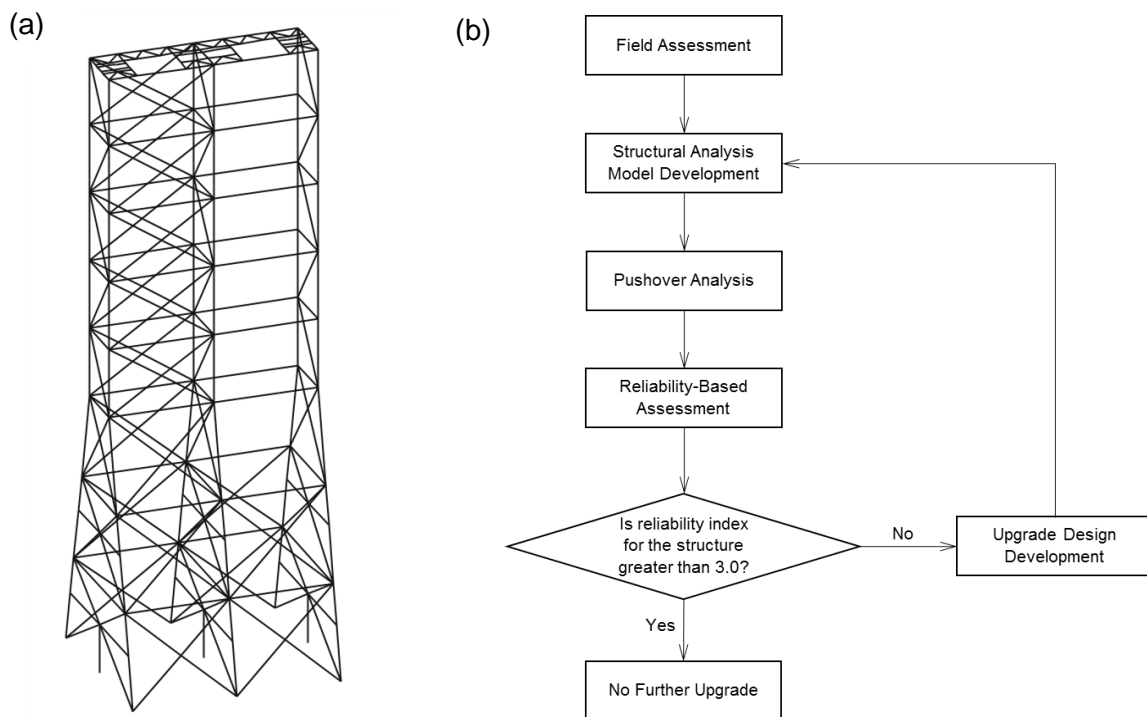 (a)
(b)
Field Assessment
Structural Analysis
Model Development
Pushover Analysis
Reliability-Based
Assessment
Is reliability index
for the structure
greater than 3.0?
No
Upgrade Design
Development
Yes
No Further Upgrade